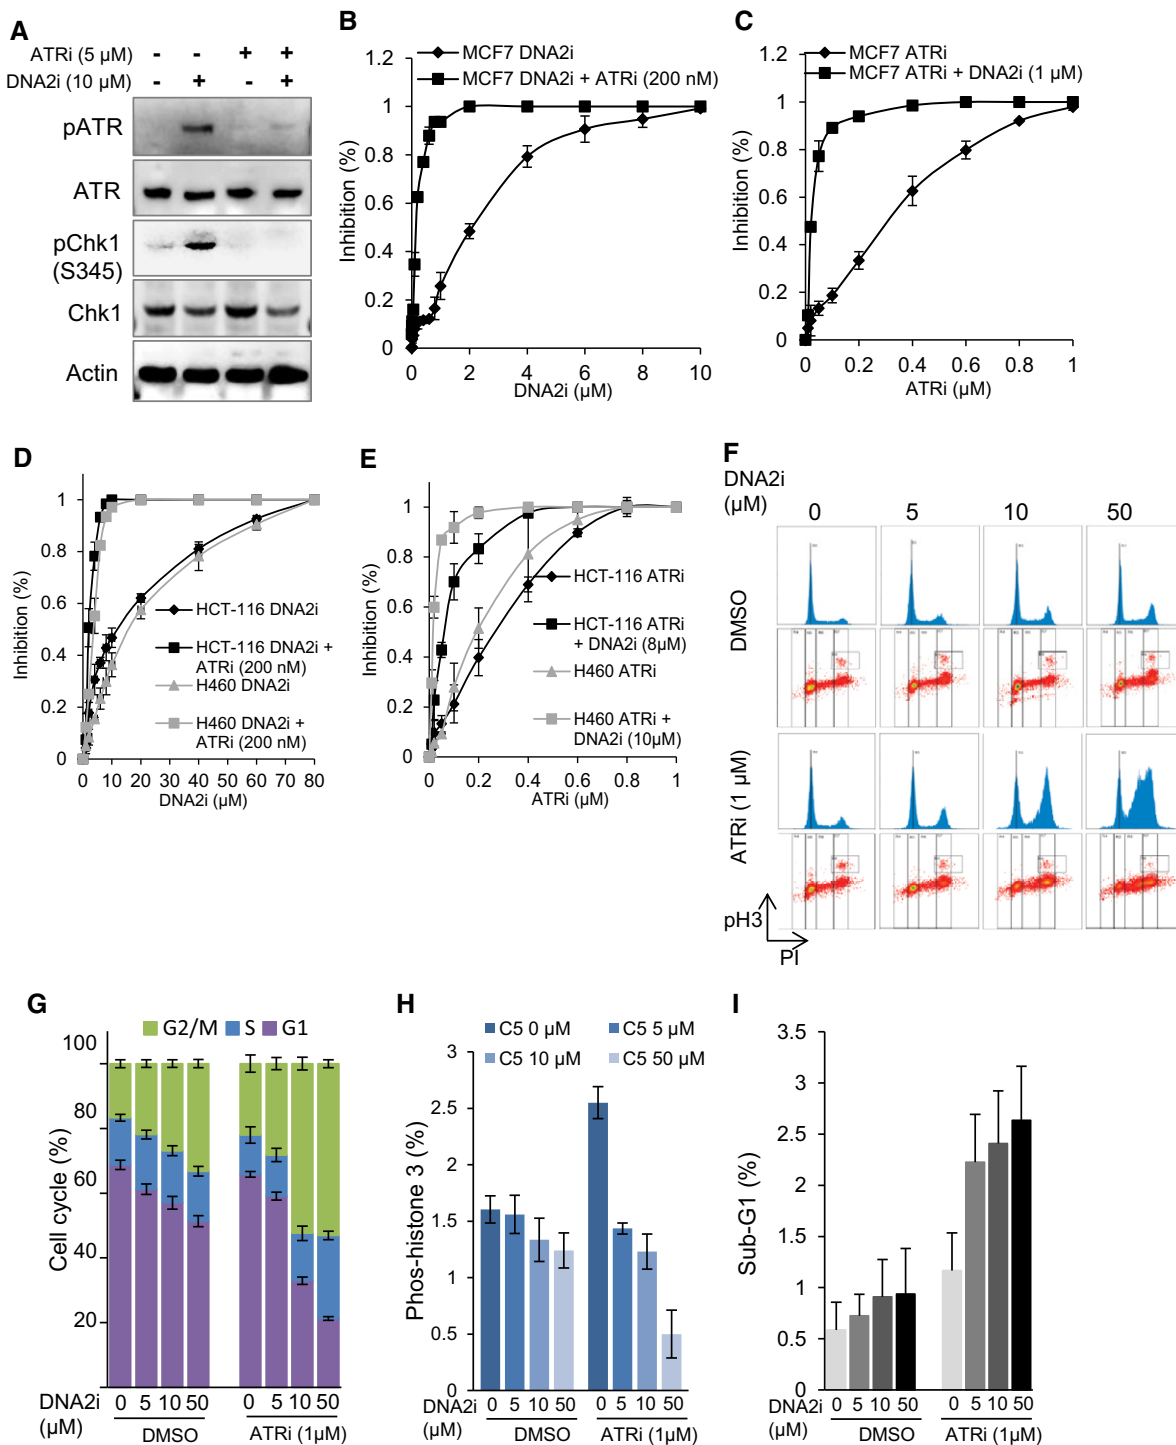 A
ATRi (5 µM) - - + +
DNA2i (10 µM) - + - +
pATR
ATR
pChk1
(S345)
Chk1
Actin
B
MCF7 DNA2i
MCF7 DNA2i + ATRi (200 nM)
Inhibition (%)
1.2
1
0.8
0.6
0.4
0.2
0
0 2 4 6 8 10
DNA2i (µM)
C
MCF7 ATRi
MCF7 ATRi + DNA2i (1 µM)
Inhibition (%)
1.2
1
0.8
0.6
0.4
0.2
0
0 0.2 0.4 0.6 0.8 1
ATRi (µM)
D
Inhibition (%)
1
0.8
0.6
0.4
0.2
0
HCT-116 DNA2i
HCT-116 DNA2i +
ATRi (200 nM)
H460 DNA2i
H460 DNA2i +
ATRi (200 nM)
0 10 20 30 40 50 60 70 80
DNA2i (µM)
E
Inhibition (%)
1
0.8
0.6
0.4
0.2
0
HCT-116 ATRi
HCT-116 ATRi
+ DNA2i (8µM)
H460 ATRi
H460 ATRi +
DNA2i (10µM)
0 0.2 0.4 0.6 0.8 1
ATRi (µM)
F
DNA2i
(µM)
0 5 10 50
DMSO
ATRi (1 µM)
pH3
PI
G
G2/M S G1
Cell cycle (%)
100
80
60
40
20
DNA2i
(µM)
0 5 10 50 0 5 10 50
DMSO ATRi (1µM)
H
C5 0 µM C5 5 µM
C5 10 µM C5 50 µM
Phos-histone 3 (%)
3
2.5
2
1.5
1
0.5
0
DNA2i
(µM)
0 5 10 50 0 5 10 50
DMSO ATRi (1µM)
I
Sub-G1 (%)
3.5
3
2.5
2
1.5
1
0.5
0
DNA2i
(µM)
0 5 10 50 0 5 10 50
DMSO ATRi (1µM)